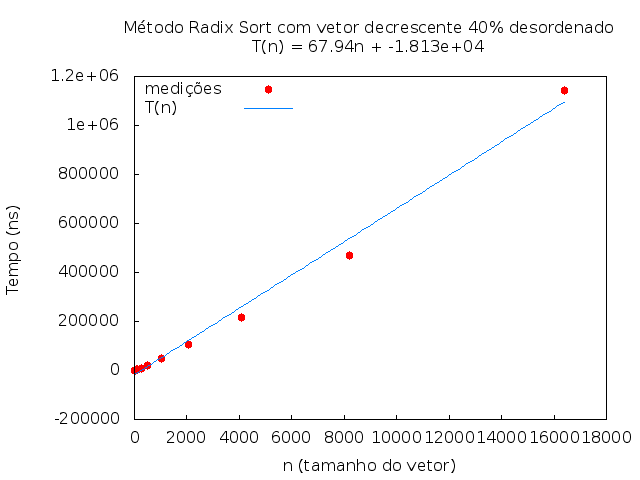 Método Radix Sort com vetor decrescente 40% desordenado
T(n) = 67.94n + -1.813e+04
1.2e+06
1e+06
800000
600000
400000
200000
0
-200000
medições
T(n)
Tempo (ns)
0 2000 4000 6000 8000 10000 12000 14000 16000 18000
n (tamanho do vetor)